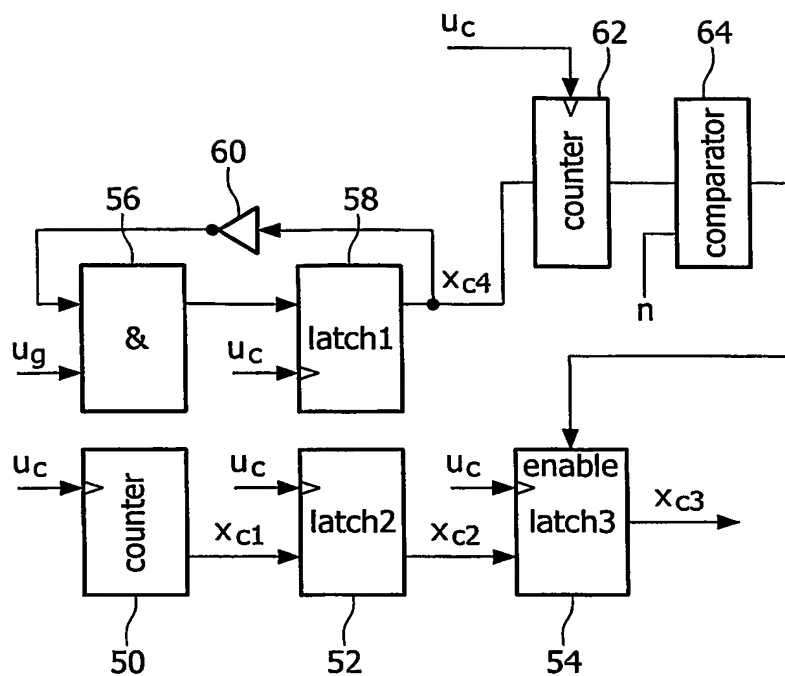 u_c
62
64
60
56
58
counter
comparator
&
latch1
x_c4
n
u_g
u_c
u_c
counter
u_c
latch2
u_c
enable
latch3
x_c1
x_c2
x_c3
50
52
54